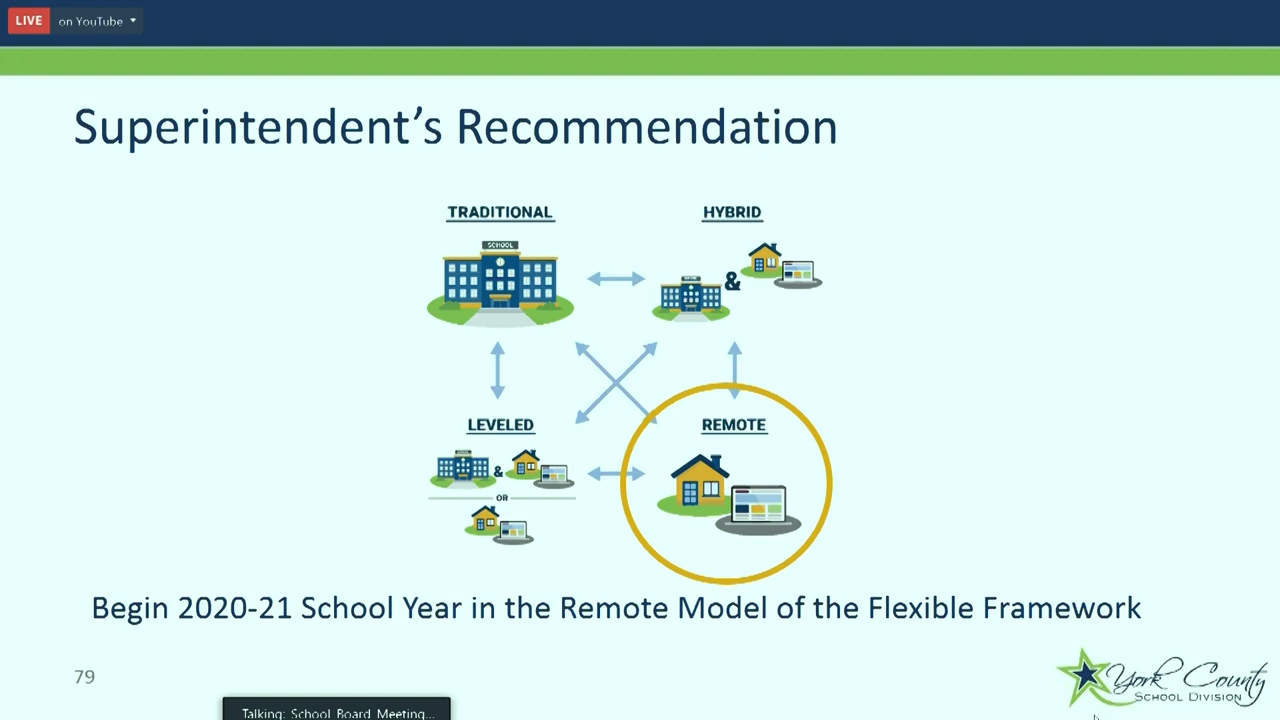 LIVE on YouTube
Superintendent's Recommendation
TRADITIONAL
HYBRID
SCHOOL
&
LEVELED
REMOTE
&
OR
Begin 2020-21 School Year in the Remote Model of the Flexible Framework
79
York County
SCHOOL DIVISION
Talking: School Board Meeting...